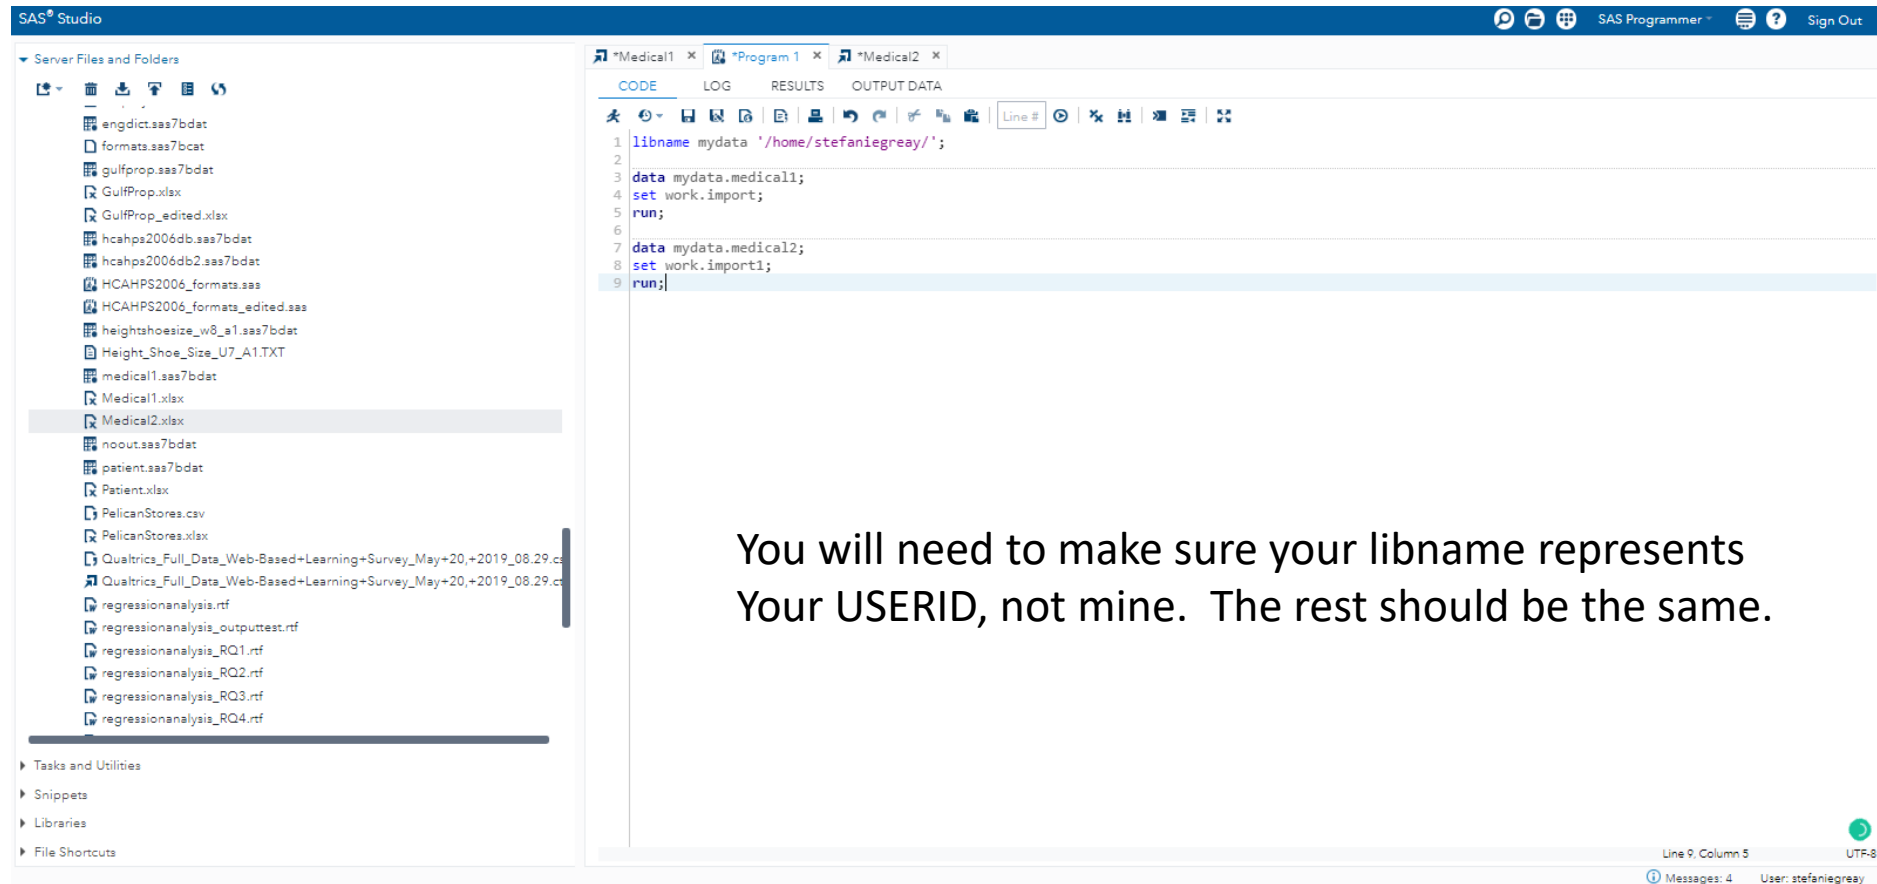 SAS® Studio
SAS Programmer
Sign Out
Server Files and Folders
engdict.sas7bdat
formats.sas7bcat
gulfprop.sas7bdat
GulfProp.xlsx
GulfProp_edited.xlsx
hcahps2006db.sas7bdat
hcahps2006db2.sas7bdat
HCAHPS2006_formats.sas
HCAHPS2006_formats_edited.sas
heightshoesize_w8_a1.sas7bdat
Height_Shoe_Size_U7_A1.TXT
medical1.sas7bdat
Medical1.xlsx
Medical2.xlsx
noout.sas7bdat
patient.sas7bdat
Patient.xlsx
PelicanStores.csv
PelicanStores.xlsx
Qualtrics_Full_Data_Web-Based+Learning+Survey_May+20,+2019_08.29.cs
Qualtrics_Full_Data_Web-Based+Learning+Survey_May+20,+2019_08.29.ct
regressionanalysis.rtf
regressionanalysis_outputtest.rtf
regressionanalysis_RQ1.rtf
regressionanalysis_RQ2.rtf
regressionanalysis_RQ3.rtf
regressionanalysis_RQ4.rtf
Tasks and Utilities
Snippets
Libraries
File Shortcuts
*Medical1 *Program 1 *Medical2
CODE LOG RESULTS OUTPUT DATA
Line #
1 libname mydata '/home/stefaniegreay/';
2
3 data mydata.medical1;
4 set work.import;
5 run;
6
7 data mydata.medical2;
8 set work.import1;
9 run;
You will need to make sure your libname represents
Your USERID, not mine. The rest should be the same.
Line 9, Column 5
UTF-8
Messages: 4
User: stefaniegreay